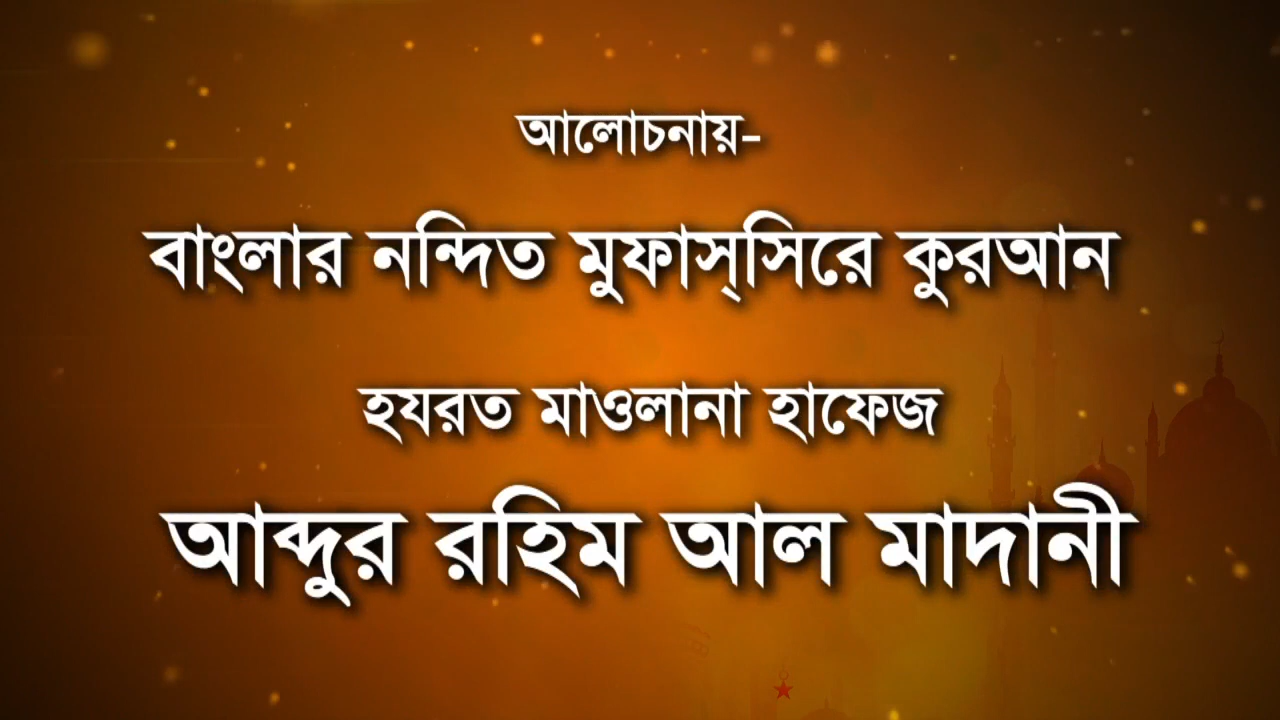 আলোচনায়-
বাংলার নন্দিত মুফাস্‌সিরে কুরআন
হযরত মাওলানা হাফেজ
আব্দুর রহিম আল মাদানী